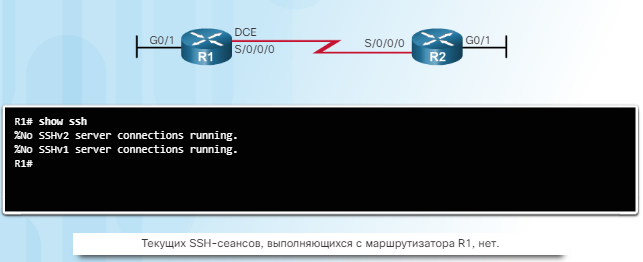 DCE
G0/1
S/0/0/0
G0/1
R1
S/0/0/0
R2
R1# show ssh
%No SSHv2 server connections running.
%No SSHv1 server connections running.
R1#
Текущих SSH-сеансов, выполняющихся с маршрутизатора R1, нет.